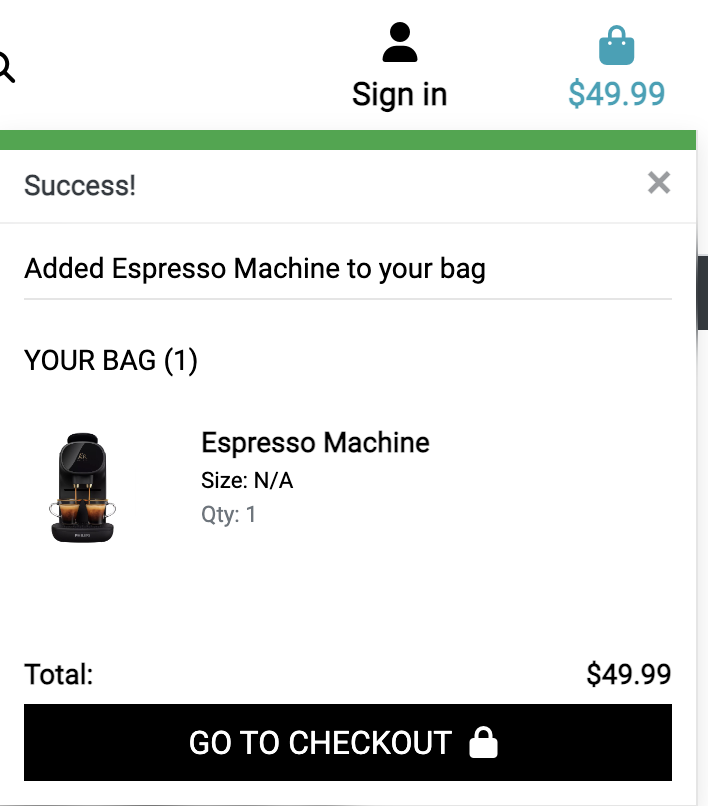 Sign in
$49.99
Success!
Added Espresso Machine to your bag
YOUR BAG (1)
Espresso Machine
Size: N/A
Qty: 1
PHILIPS
Total:
$49.99
GO TO CHECKOUT